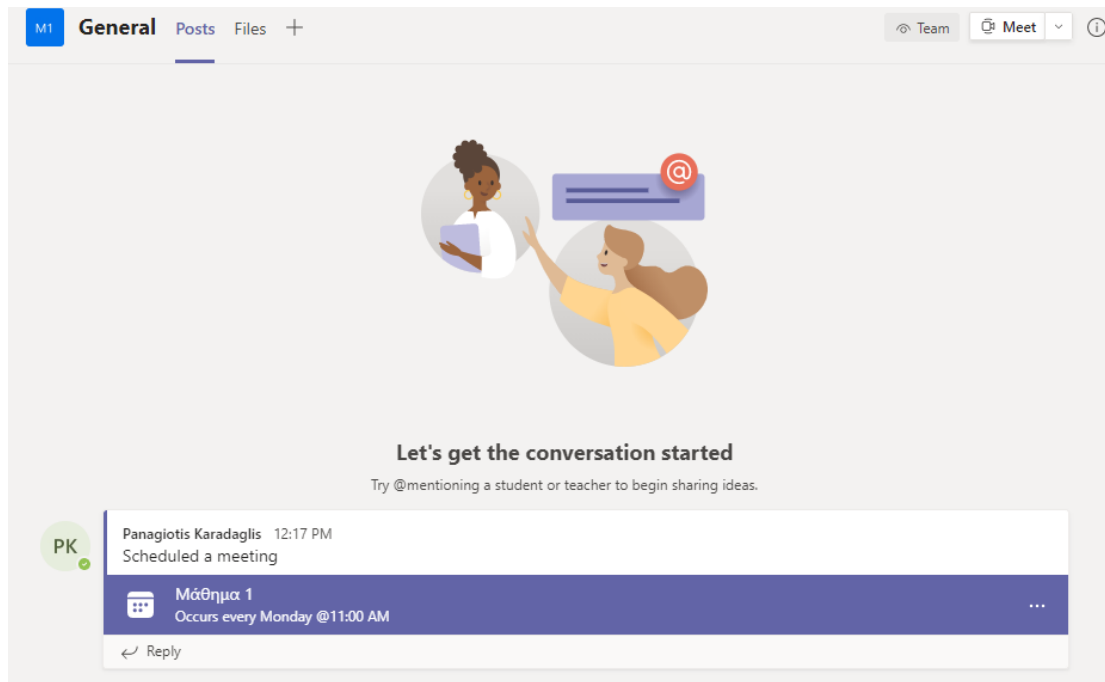 M1 General Posts Files Team Meet
@
Let's get the conversation started
Try @mentioning a student or teacher to begin sharing ideas.
PK
Panagiotis Karadaglis 12:17 PM
Scheduled a meeting
Μάθημα 1
Occurs every Monday @11:00 AM
Reply